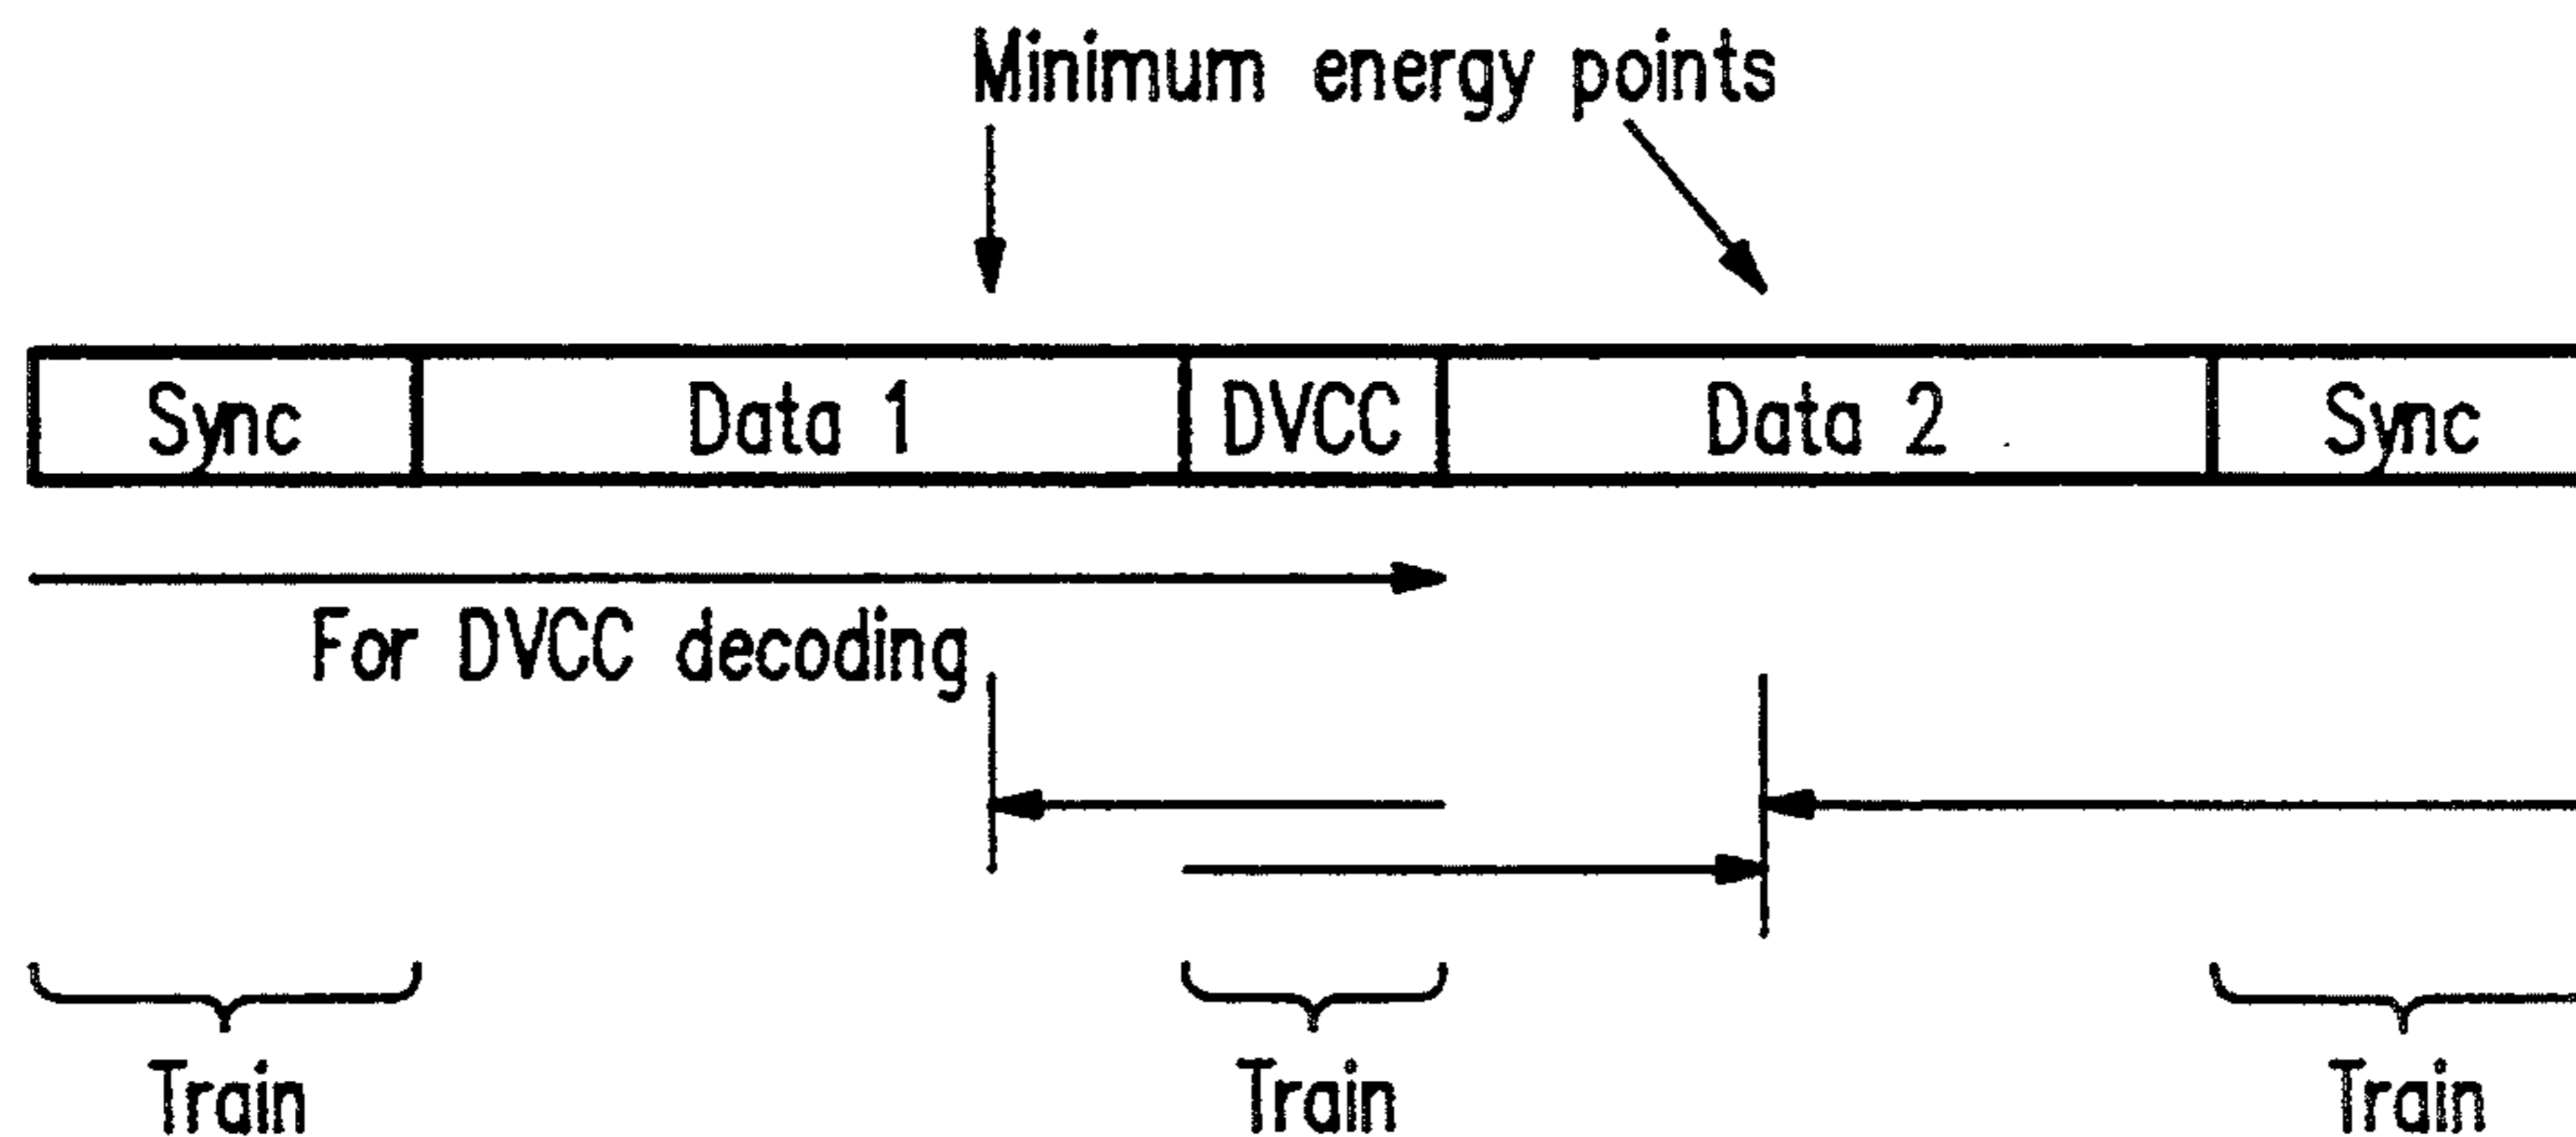 Minimum energy points
Sync Data 1 DVCC Data 2 Sync
For DVCC decoding
Train Train Train